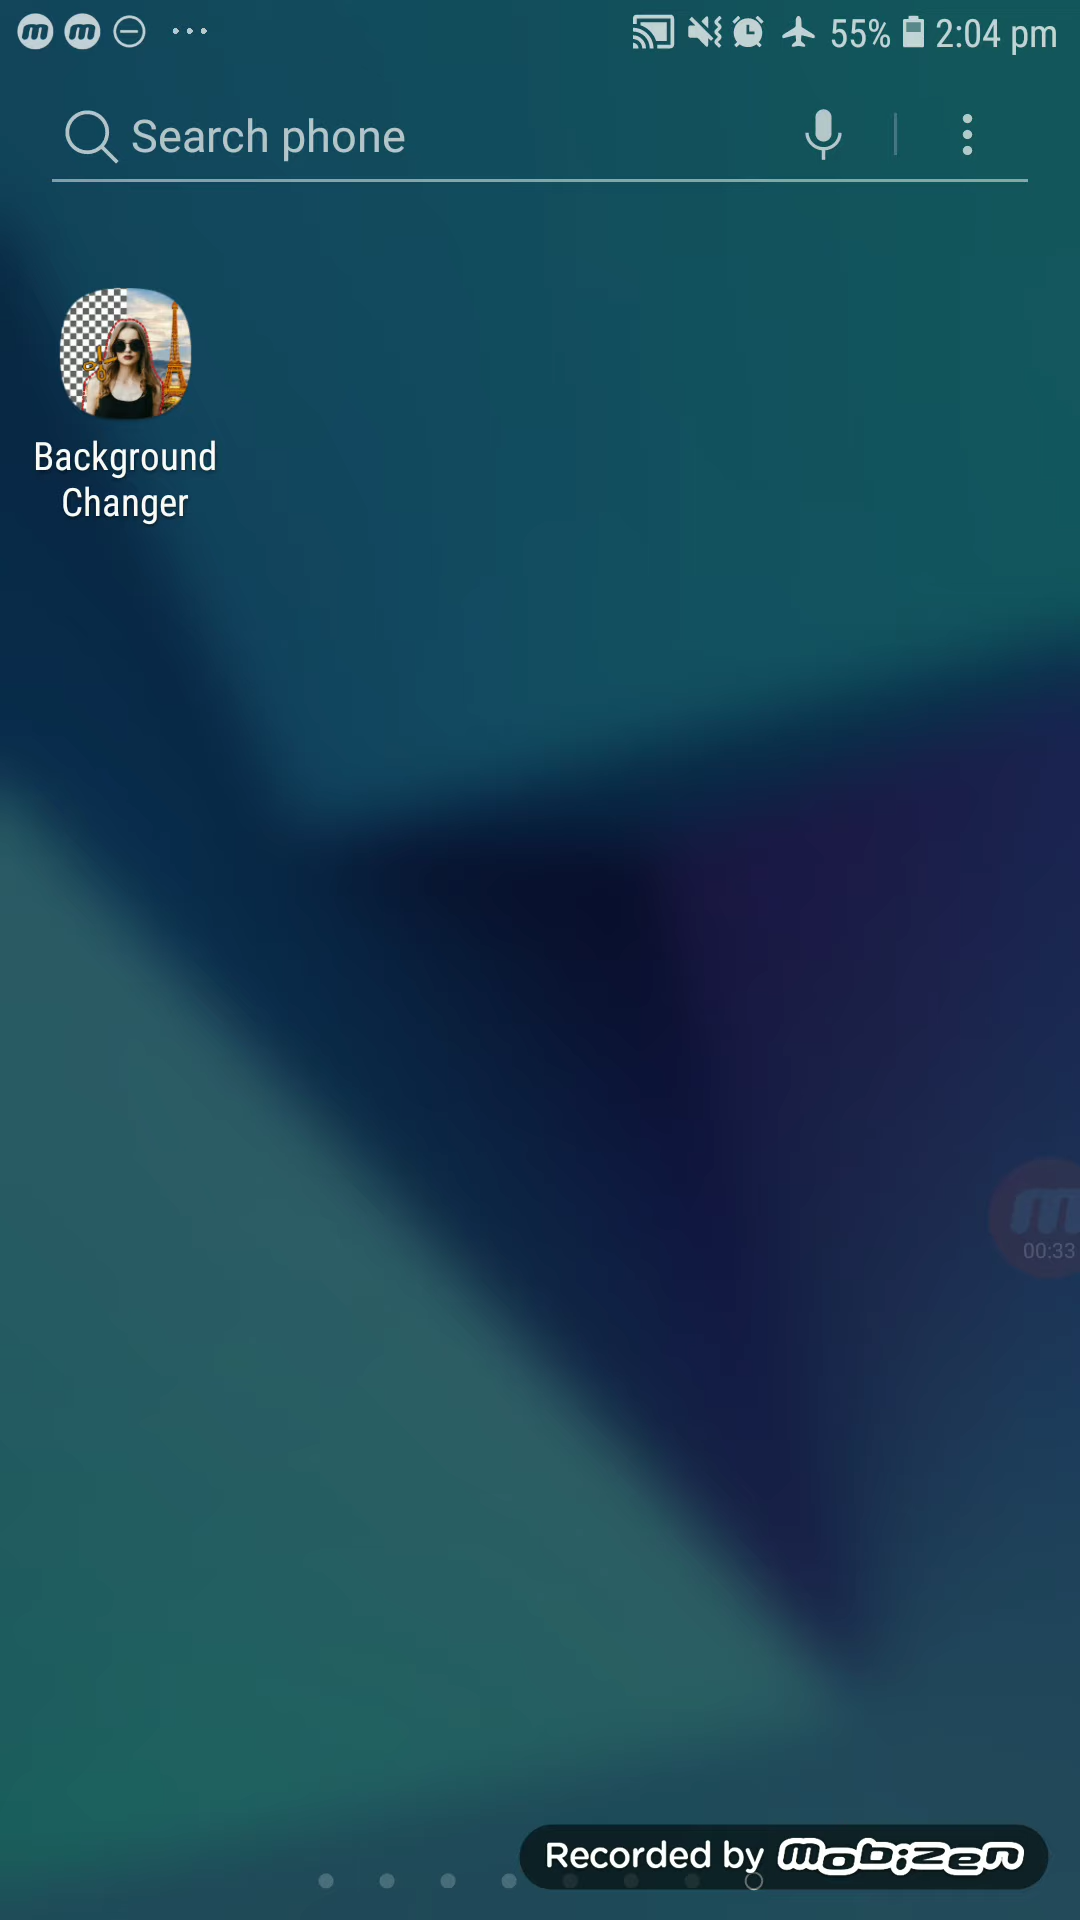 m m 55% 2:04 pm
Search phone
Background
Changer
m
00:33
Recorded by mobizen